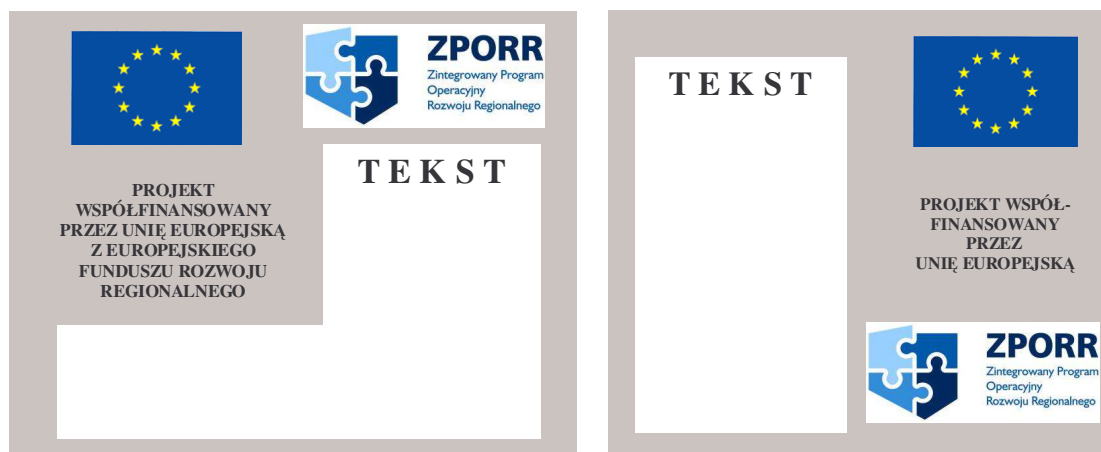 ZPORR
Zintegrowany Program
Operacyjny
Rozwoju Regionalnego
T E K S T
PROJEKT
WSPÓŁFINANSOWANY
PRZEZ UNIĘ EUROPEJSKĄ
Z EUROPEJSKIEGO
FUNDUSZU ROZWOJU
REGIONALNEGO
T E K S T
PROJEKT WSPÓŁ-
FINANSOWANY
PRZEZ
UNIĘ EUROPEJSKĄ
ZPORR
Zintegrowany Program
Operacyjny
Rozwoju Regionalnego